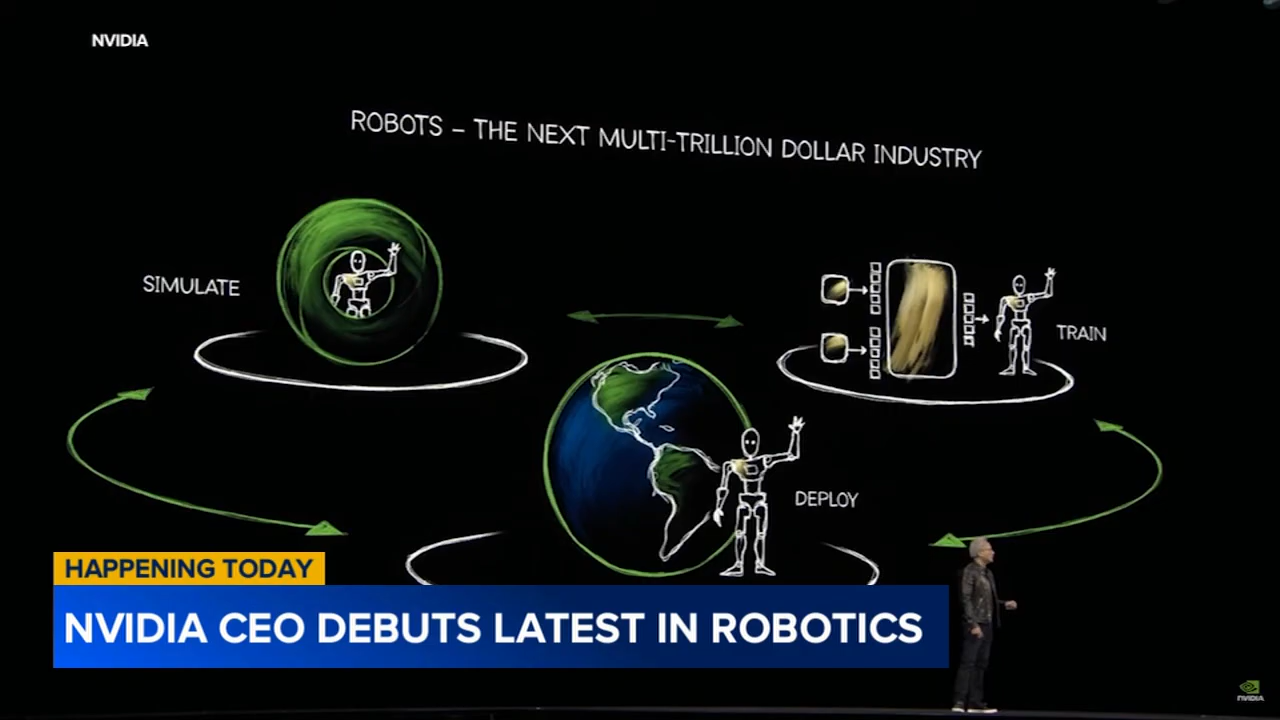 NVIDIA
ROBOTS – THE NEXT MULTI-TRILLION DOLLAR INDUSTRY
SIMULATE
TRAIN
DEPLOY
HAPPENING TODAY
NVIDIA CEO DEBUTS LATEST IN ROBOTICS
NVIDIA